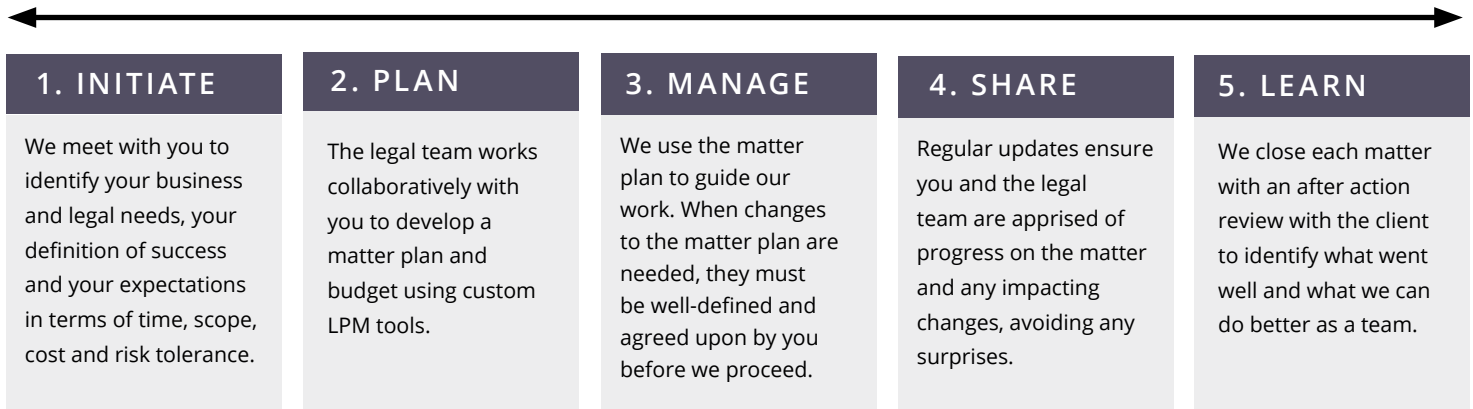 1. INITIATE
We meet with you to
identify your business
and legal needs, your
definition of success
and your expectations
in terms of time, scope,
cost and risk tolerance.
2. PLAN
The legal team works
collaboratively with
you to develop a
matter plan and
budget using custom
LPM tools.
3. MANAGE
We use the matter
plan to guide our
work. When changes
to the matter plan are
needed, they must
be well-defined and
agreed upon by you
before we proceed.
4. SHARE
Regular updates ensure
you and the legal
team are apprised of
progress on the matter
and any impacting
changes, avoiding any
surprises.
5. LEARN
We close each matter
with an after action
review with the client
to identify what went
well and what we can
do better as a team.